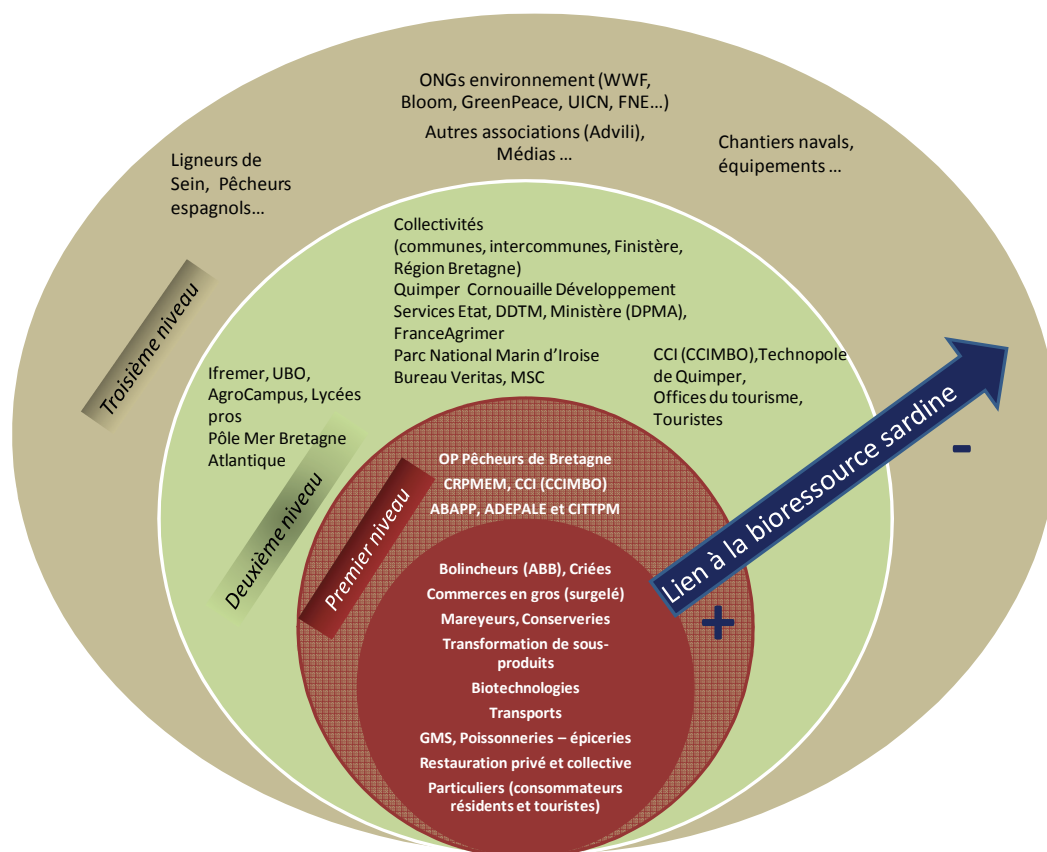 ONGs environnement (WWF,
Bloom, GreenPeace, UICN, FNE…)
Autres associations (Advili),
Médias …
Chantiers navals,
équipements …
Ligneurs de
Sein, Pêcheurs
espagnols…
Troisième niveau
Collectivités
(communes, intercommunes, Finistère,
Région Bretagne)
Quimper Cornouaille Développement
Services Etat, DDTM, Ministère (DPMA),
FranceAgrimer
Parc National Marin d'Iroise
Bureau Veritas, MSC
CCI (CCIMBO),Technopole
de Quimper,
Offices du tourisme,
Touristes
Ifremer, UBO,
AgroCampus, Lycées
pros
Pôle Mer Bretagne
Atlantique
Deuxième niveau
Premier niveau
OP Pêcheurs de Bretagne
CRPMEM, CCI (CCIMBO)
ABAPP, ADEPALE et CITTPM
Lien à la bioressource sardine
-
+
Bolincheurs (ABB), Criées
Commerces en gros (surgelé)
Mareyeurs, Conserveries
Transformation de sous-
produits
Biotechnologies
Transports
GMS, Poissonneries – épiceries
Restauration privé et collective
Particuliers (consommateurs
résidents et touristes)